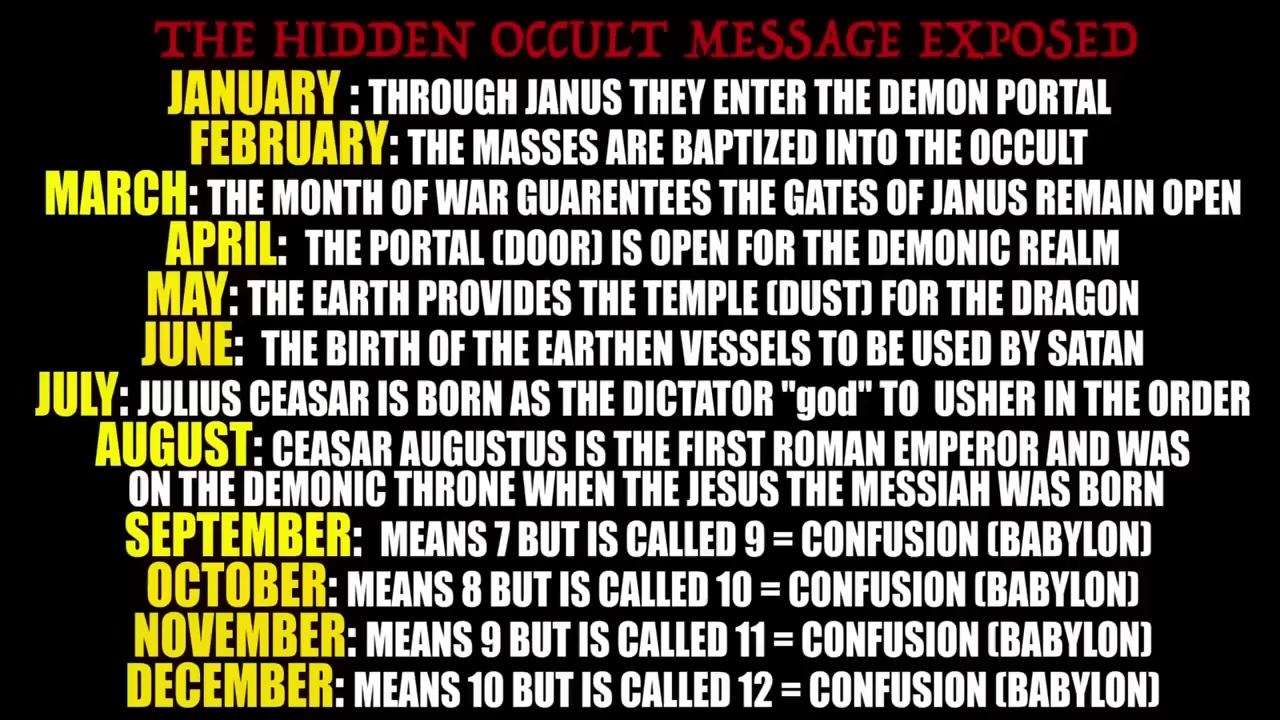 THE HIDDEN OCCULT MESSAGE EXPOSED
JANUARY : THROUGH JANUS THEY ENTER THE DEMON PORTAL
FEBRUARY: THE MASSES ARE BAPTIZED INTO THE OCCULT
MARCH: THE MONTH OF WAR GUARENTEES THE GATES OF JANUS REMAIN OPEN
APRIL: THE PORTAL (DOOR) IS OPEN FOR THE DEMONIC REALM
MAY: THE EARTH PROVIDES THE TEMPLE (DUST) FOR THE DRAGON
JUNE: THE BIRTH OF THE EARTHEN VESSELS TO BE USED BY SATAN
JULY: JULIUS CEASAR IS BORN AS THE DICTATOR "god" TO USHER IN THE ORDER
AUGUST: CEASAR AUGUSTUS IS THE FIRST ROMAN EMPEROR AND WAS
ON THE DEMONIC THRONE WHEN THE JESUS THE MESSIAH WAS BORN
SEPTEMBER: MEANS 7 BUT IS CALLED 9 = CONFUSION (BABYLON)
OCTOBER: MEANS 8 BUT IS CALLED 10 = CONFUSION (BABYLON)
NOVEMBER: MEANS 9 BUT IS CALLED 11 = CONFUSION (BABYLON)
DECEMBER: MEANS 10 BUT IS CALLED 12 = CONFUSION (BABYLON)